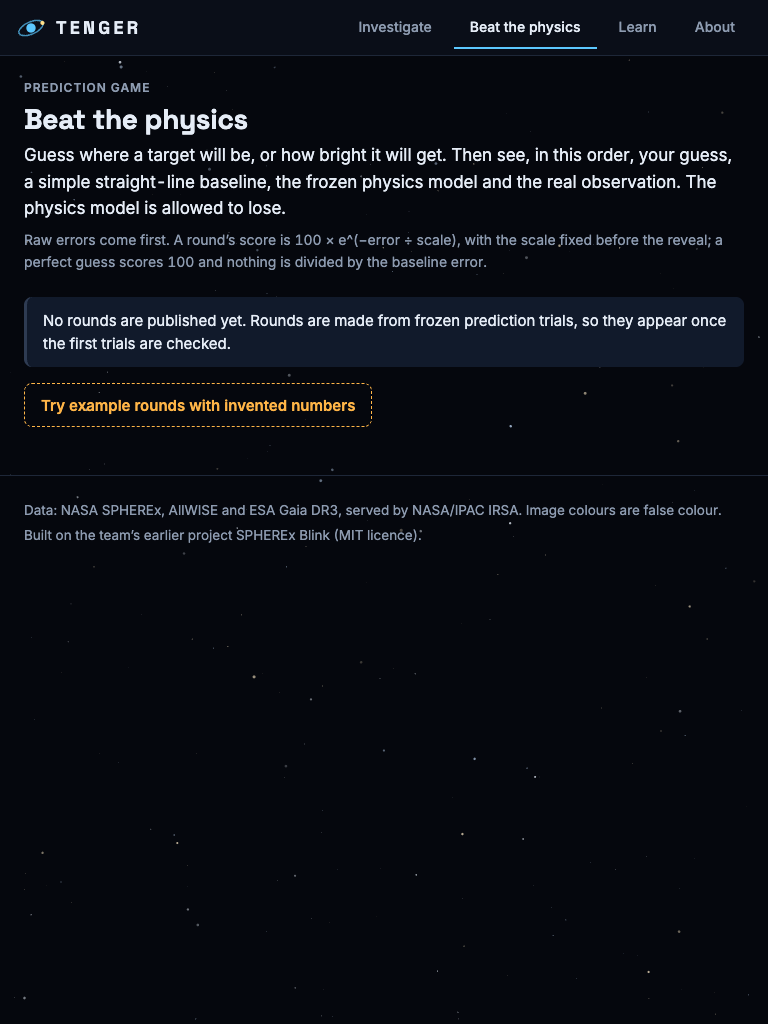 TENGER
Investigate
Beat the physics
Learn
About
PREDICTION GAME
Beat the physics
Guess where a target will be, or how bright it will get. Then see, in this order, your guess,
a simple straight-line baseline, the frozen physics model and the real observation. The
physics model is allowed to lose.
Raw errors come first. A round’s score is 100 × e^(−error ÷ scale), with the scale fixed before the reveal; a
perfect guess scores 100 and nothing is divided by the baseline error.
No rounds are published yet. Rounds are made from frozen prediction trials, so they appear once
the first trials are checked.
Try example rounds with invented numbers
Data: NASA SPHEREx, AllWISE and ESA Gaia DR3, served by NASA/IPAC IRSA. Image colours are false colour.
Built on the team’s earlier project SPHEREx Blink (MIT licence).